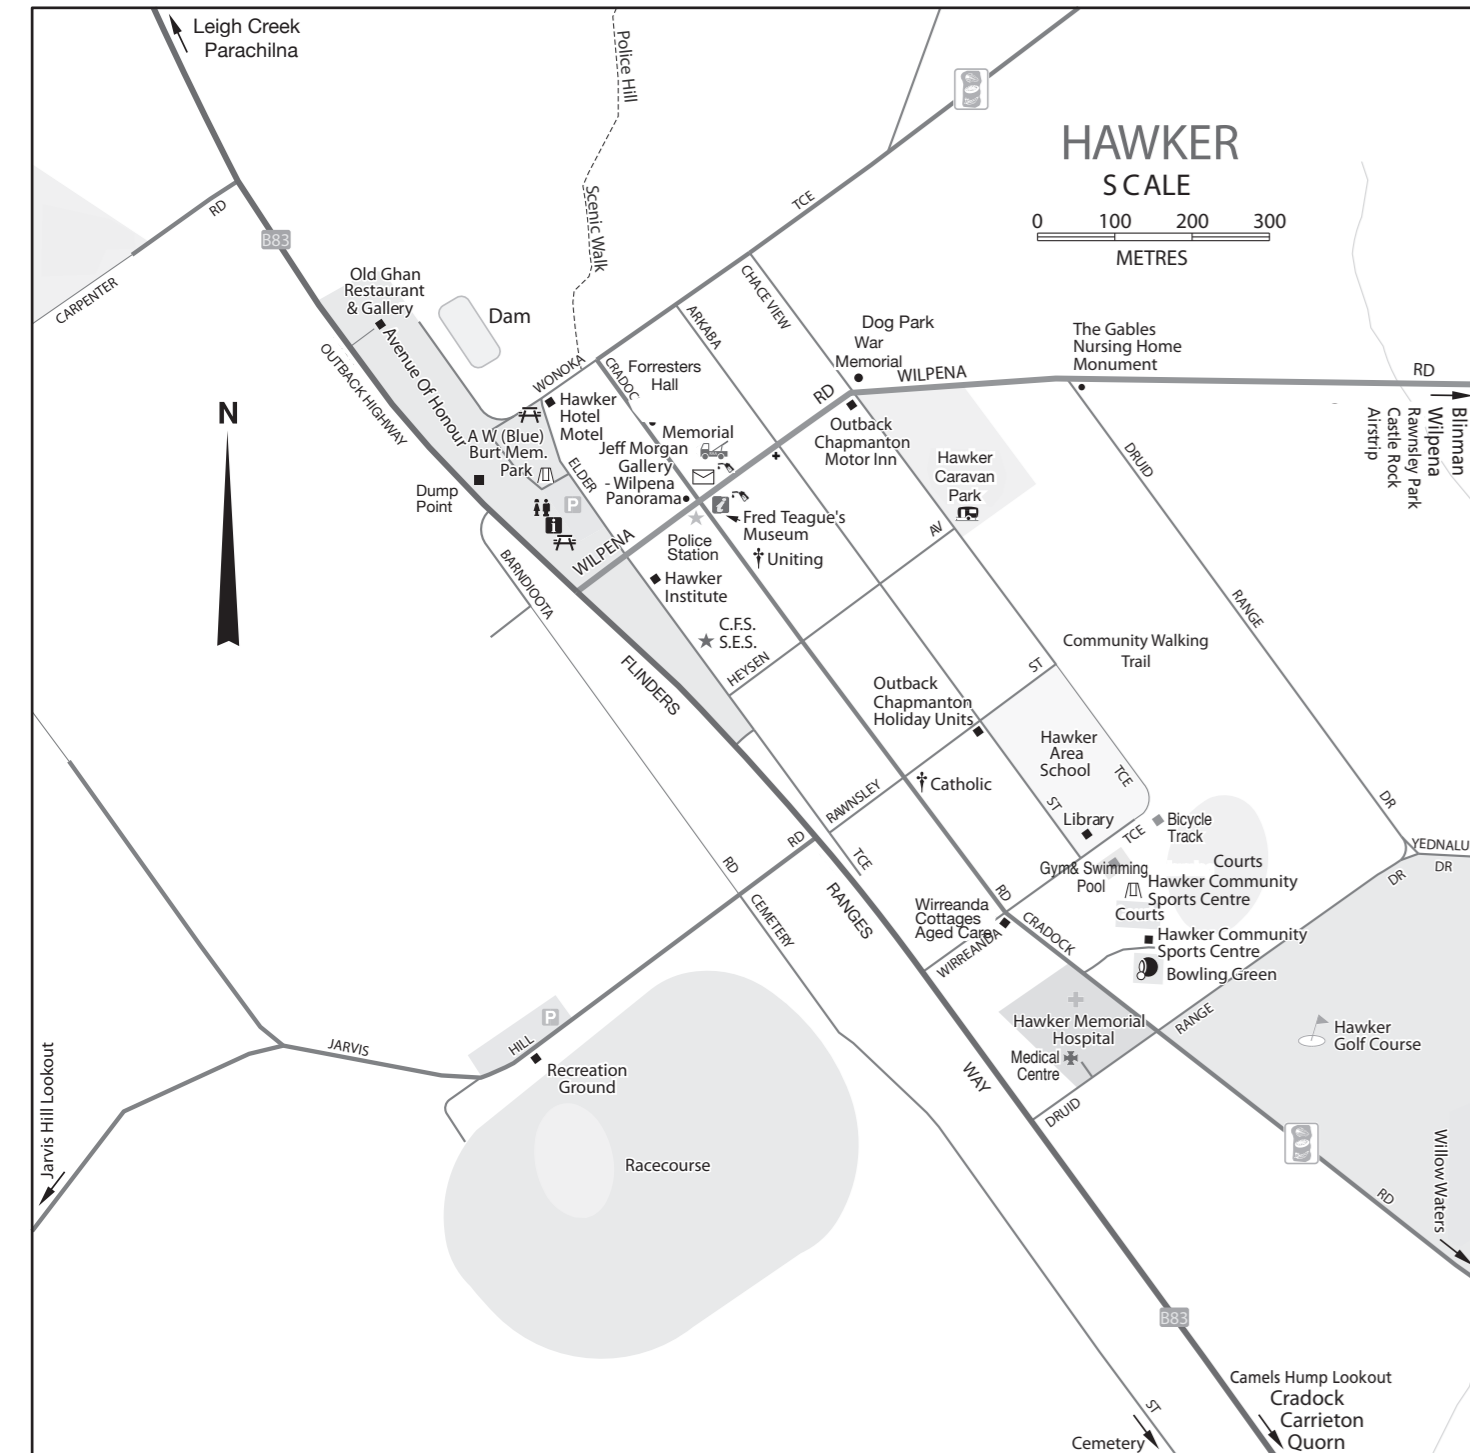 Leigh Creek
Parachilna
Police Hill
Scenic Walk
HAWKER
SCALE
0 100 200 300
METRES
TCE
RD
B83
CARPENTER
Old Ghan
Restaurant
& Gallery
Avenue Of Honour
OUTBACK HIGHWAY
Dam
WONOKA
CRADOC
ARKABA
CHACE VIEW
Forresters
Hall
Dog Park
War
Memorial
The Gables
Nursing Home
Monument
WILPENA
RD
RD
Blinman
Wilpena
Rawnsley Park
Castle Rock
Airstrip
N
Hawker
Hotel
Motel
A W (Blue)
Burt Mem.
Park
ELDER
Memorial
Jeff Morgan
Gallery
- Wilpena
Panorama
Outback
Chapmanton
Motor Inn
Hawker
Caravan
Park
DRUID
Dump
Point
P
i
WILPENA
Fred Teague's
Museum
Police
Station
Uniting
AV
Hawker
Institute
BARNDIOOTA
C.F.S.
S.E.S.
HEYSEN
RANGE
FLINDERS
Community Walking
Trail
ST
Outback
Chapmanton
Holiday Units
Hawker
Area
School
TCE
ST
Catholic
RAWNSLEY
Library
TCE
Bicycle
Track
DR
YEDNALU
DR
DR
RD
RD
TCE
Gym& Swimming
Pool
Courts
Hawker Community
Sports Centre
Courts
CEMETERY
RANGES
Wirreanda
Cottages
Aged Care
RD
WIRREANDA
CRADOCK
Hawker Community
Sports Centre
Bowling Green
P
HILL
JARVIS
Recreation
Ground
Hawker Memorial
Hospital
Medical
Centre
RANGE
Hawker
Golf Course
WAY
DRUID
Jarvis Hill Lookout
Racecourse
Willow Waters
RD
B83
Camels Hump Lookout
Cradock
Carrieton
Quorn
ST
Cemetery